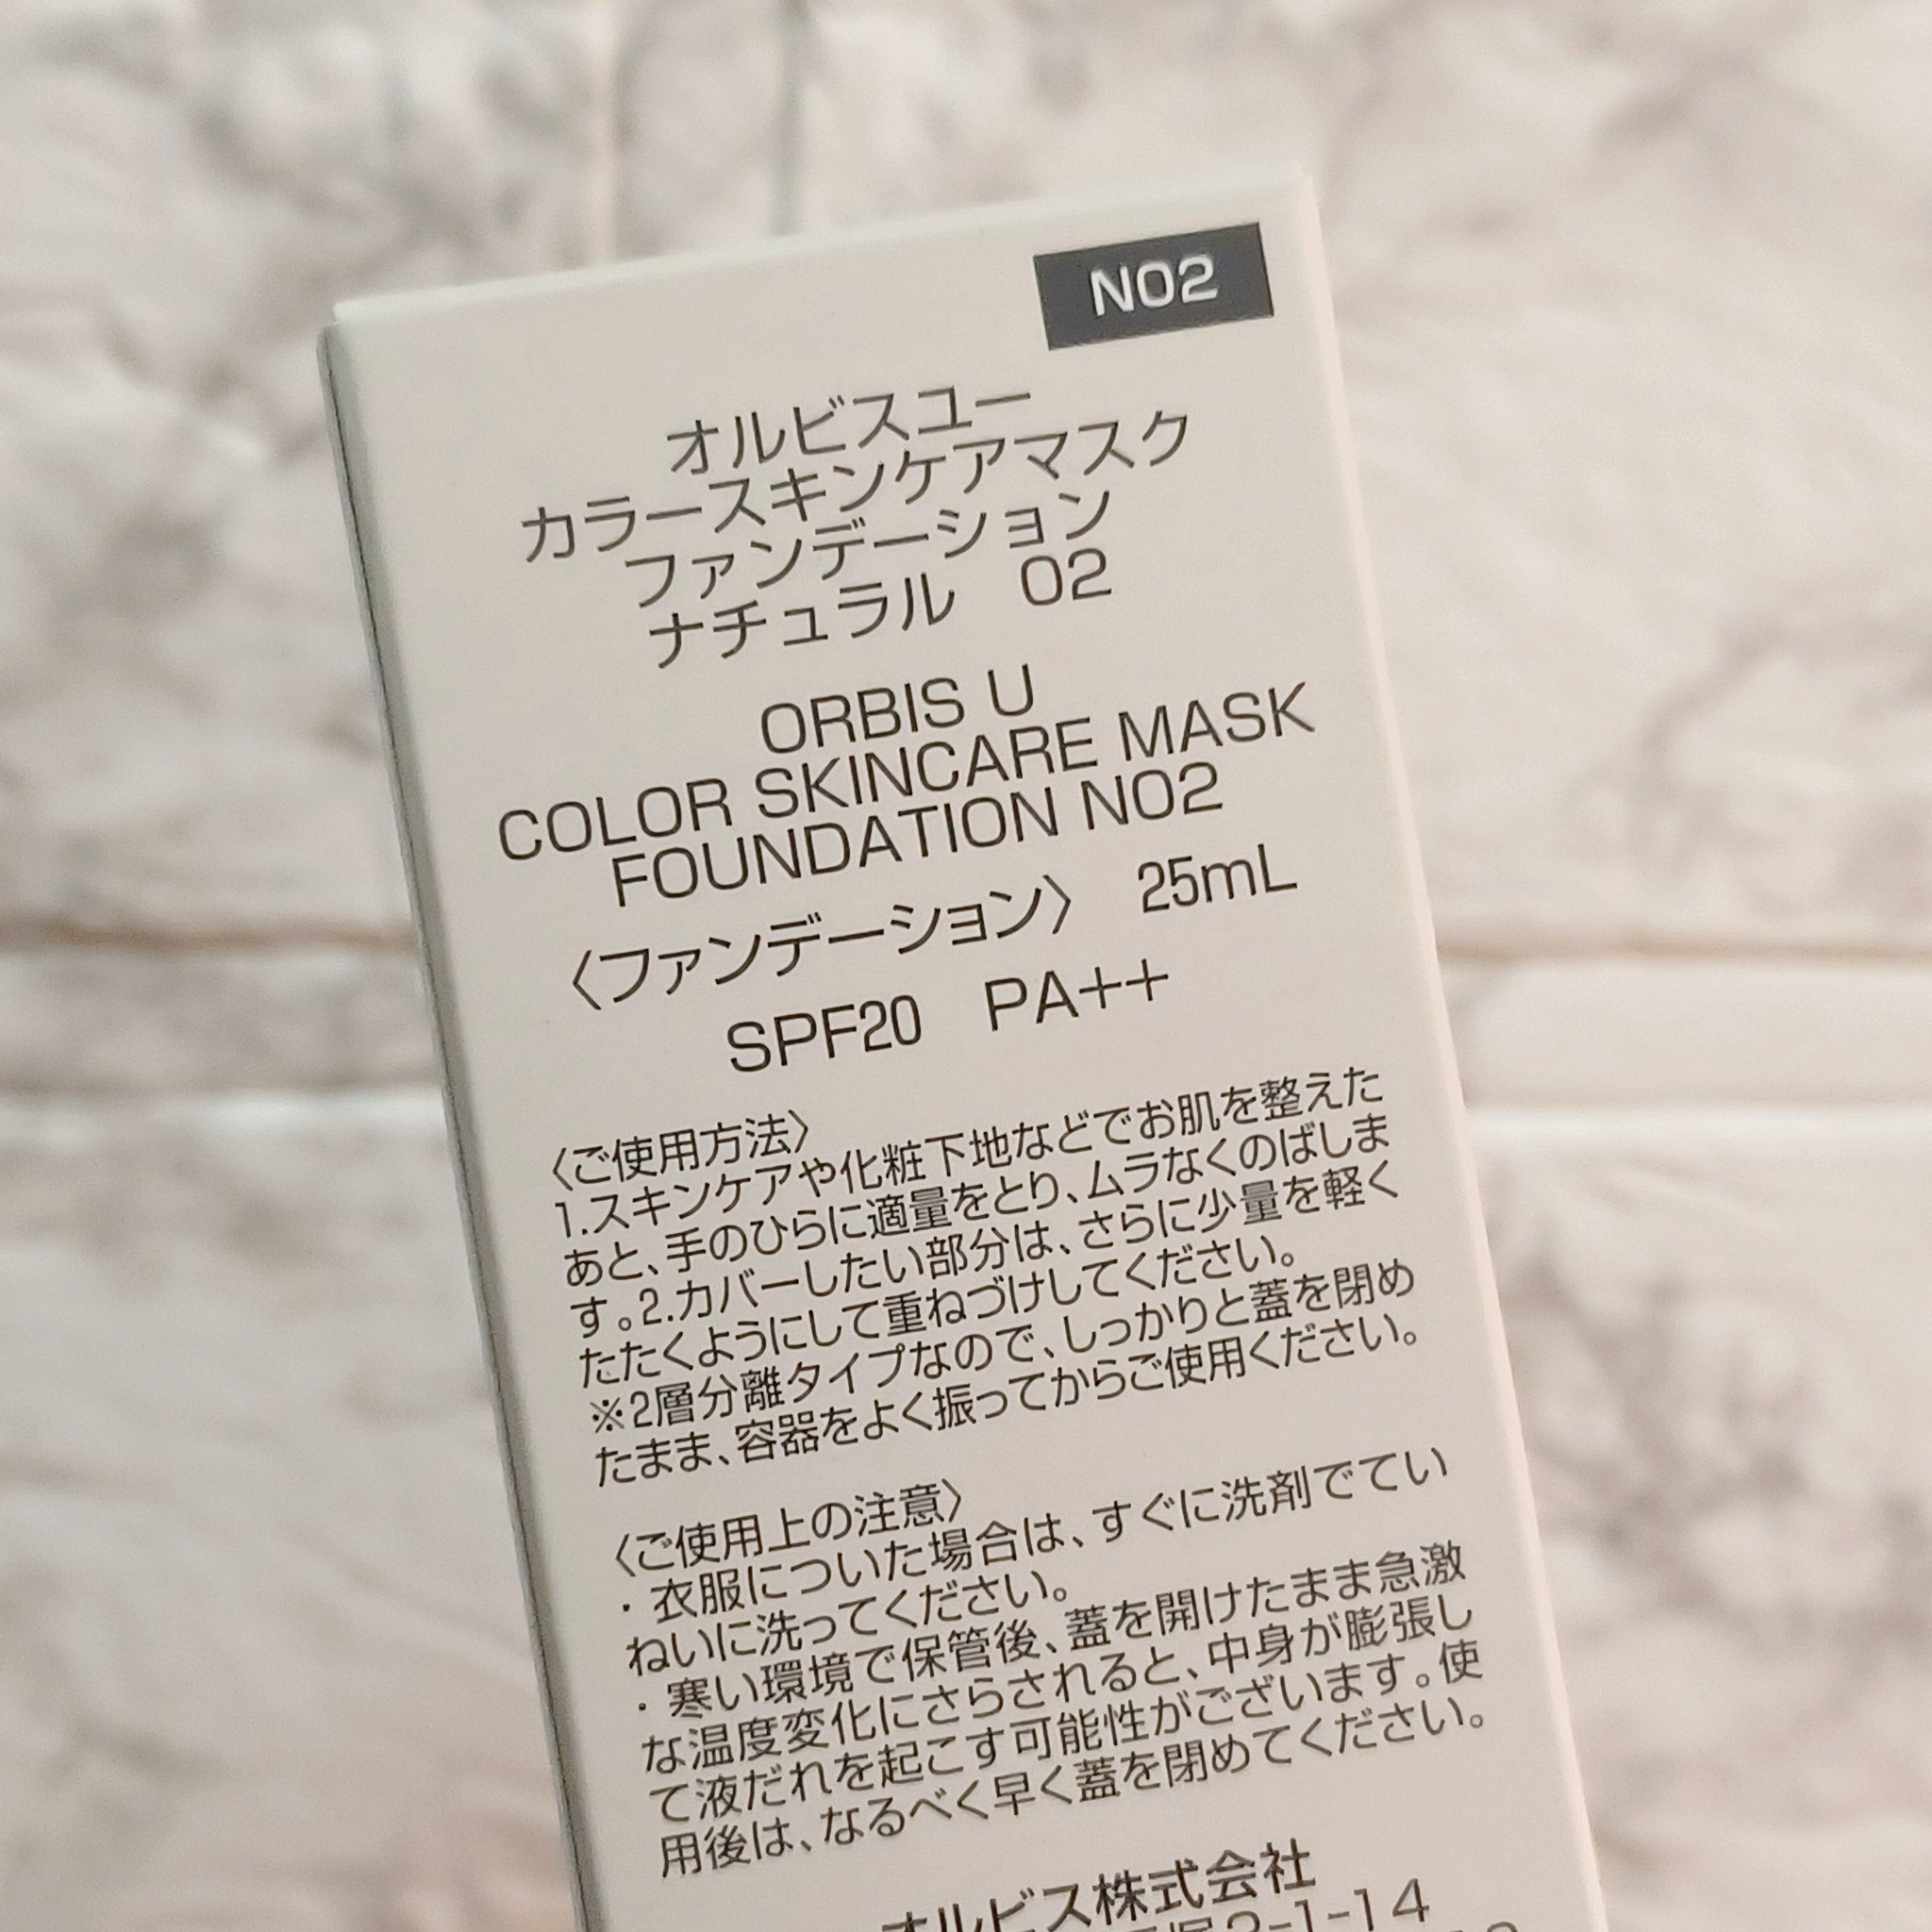 N02
オルビスユー
カラースキンケアマスク
ファンデーション
ナチュラル 02
ORBIS U
COLOR SKINCARE MASK
FOUNDATION N02
〈ファンデーション〉 25mL
SPF20 PA++
〈ご使用方法〉
1.スキンケアや化粧下地などでお肌を整えた
あと、手のひらに適量をとり、ムラなくのばしま
す。2.カバーしたい部分は、さらに少量を軽く
たたくようにして重ねづけしてください。
※2層分離タイプなので、しっかりと蓋を閉め
たまま、容器をよく振ってからご使用ください。
〈ご使用上の注意〉
・衣服についた場合は、すぐに洗剤でてい
ねいに洗ってください。
・寒い環境で保管後、蓋を開けたまま急激
な温度変化にさらされると、中身が膨張し
て液だれを起こす可能性がございます。使
用後は、なるべく早く蓋を閉めてください。
オルビス株式会社
2-1-14